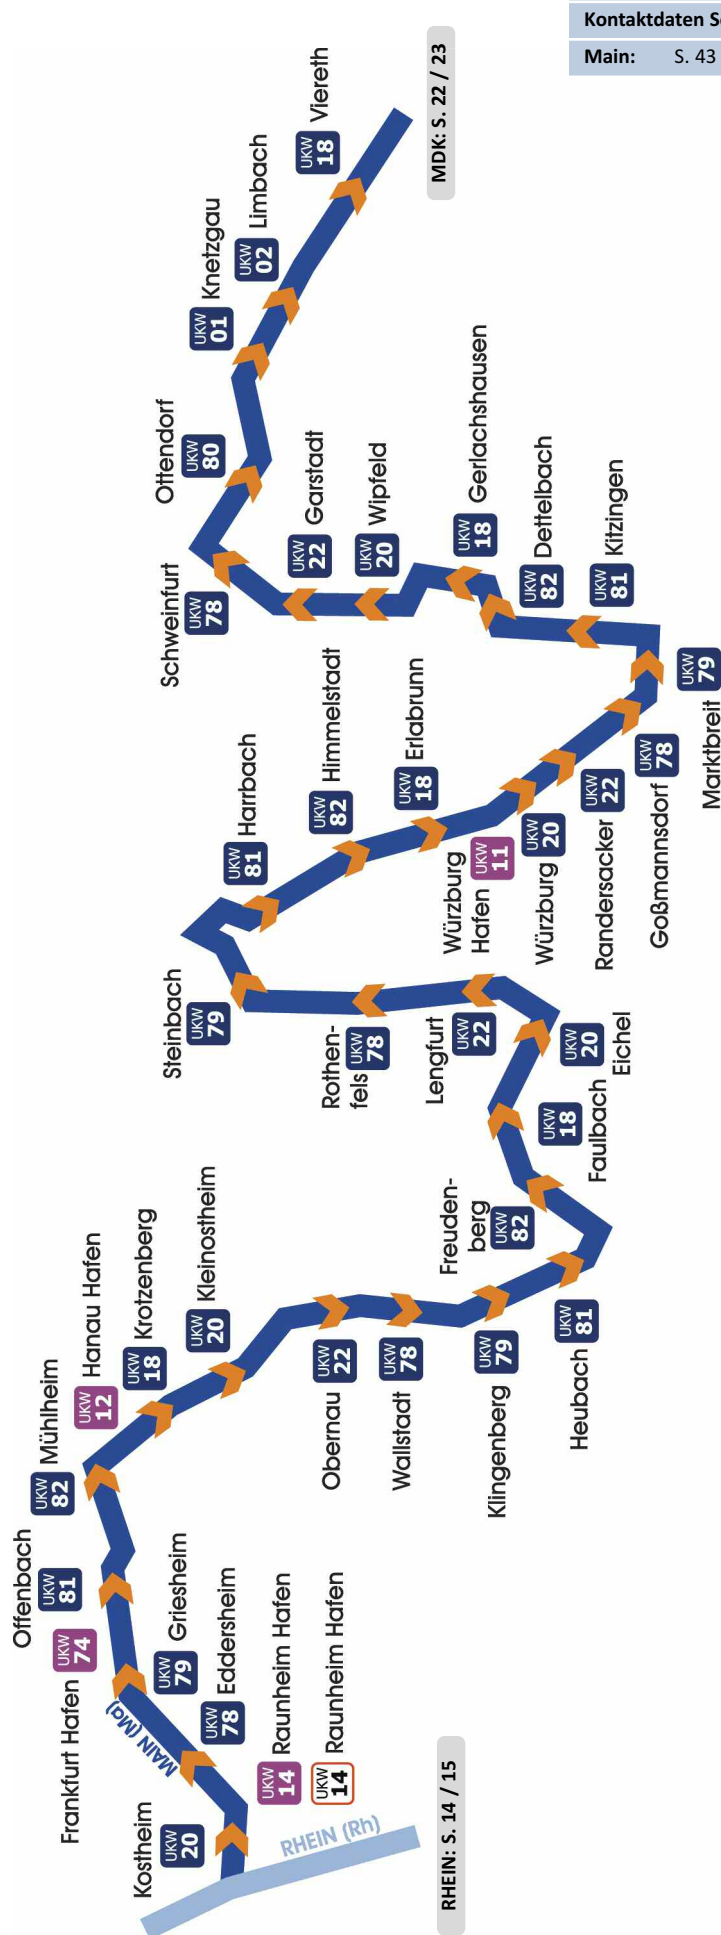 Kontaktdaten
Main: S. 43
MDK: S. 22 / 23
UKW
18
Viereth
UKW
02
Limbach
UKW
01
Knetzgau
Ottendorf
UKW
80
Schweinfurt
UKW
78
UKW
22
Garstadt
UKW
20
Wipfeld
UKW
18
Gerlachshausen
UKW
82
Dettelbach
UKW
81
Kitzingen
UKW
79
Marktbreit
UKW
78
Goßmannsdorf
UKW
22
Randersacker
UKW
20
Würzburg
Würzburg
Hafen
UKW
11
UKW
18
Erlabrunn
UKW
82
Himmelstadt
UKW
81
Harrbach
Steinbach
UKW
79
Rothen-
fels
UKW
78
Lengfurt
UKW
22
UKW
20
Eichel
UKW
18
Faulbach
Freuden-
berg
UKW
82
UKW
81
Heubach
UKW
79
Klingenberg
UKW
78
Wallstadt
UKW
22
Obernau
UKW
20
Kleinostheim
UKW
18
Krotzenberg
UKW
12
Hanau Hafen
UKW
82
Mühlheim
Offenbach
UKW
81
Frankfurt Hafen
UKW
74
UKW
79
Griesheim
UKW
78
Eddersheim
MAIN (Ma)
UKW
14
Raunheim Hafen
UKW
14
Raunheim Hafen
Kostheim
UKW
20
RHEIN (Rh)
RHEIN: S. 14 / 15